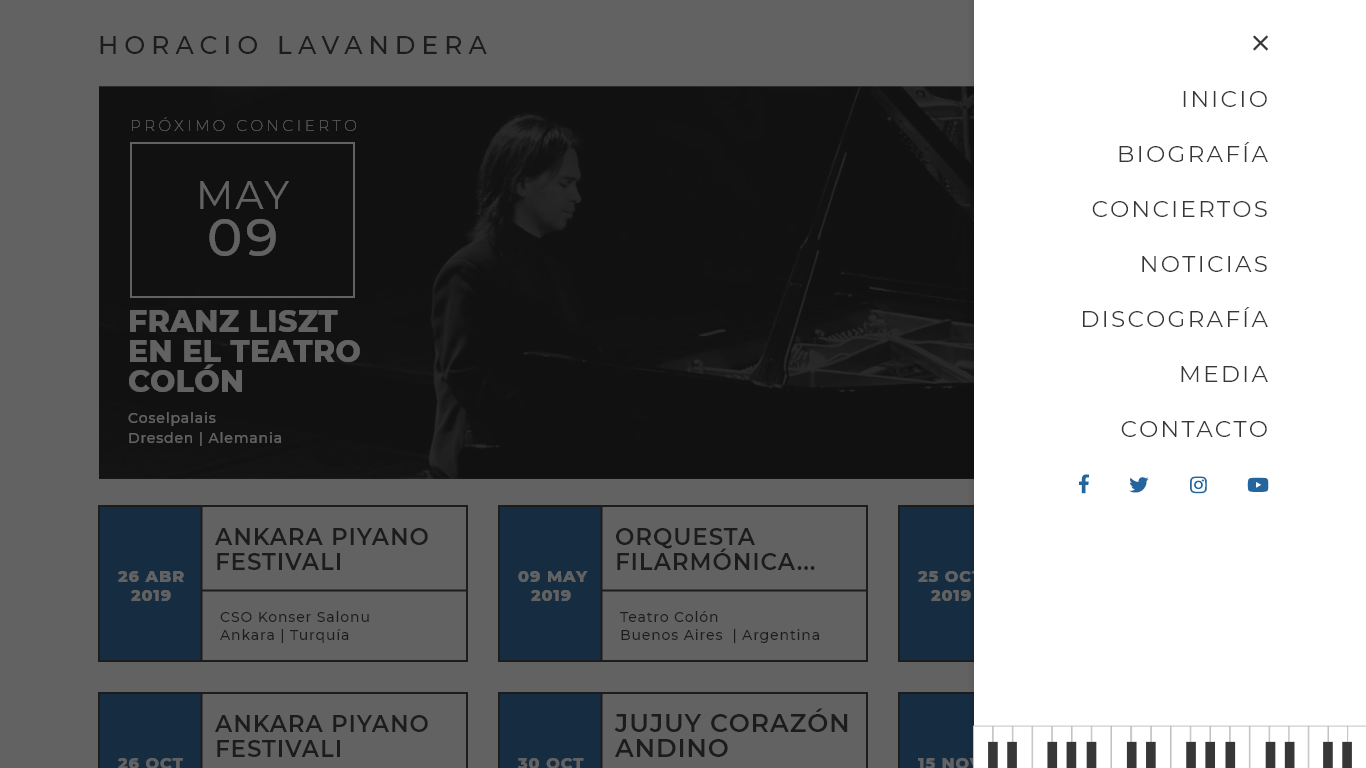 HORACIO LAVANDERA
PRÓXIMO CONCIERTO
MAY
09
FRANZ LISZT
EN EL TEATRO
COLÓN
Coselpalais
Dresden | Alemania
26 ABR
2019
ANKARA PIYANO
FESTIVALI
CSO Konser Salonu
Ankara | Turquía
09 MAY
2019
ORQUESTA
FILARMÓNICA...
Teatro Colón
Buenos Aires | Argentina
25 OCT
2019
26 OCT
ANKARA PIYANO
FESTIVALI
30 OCT
JUJUY CORAZÓN
ANDINO
15 NOV
INICIO
BIOGRAFÍA
CONCIERTOS
NOTICIAS
DISCOGRAFÍA
MEDIA
CONTACTO